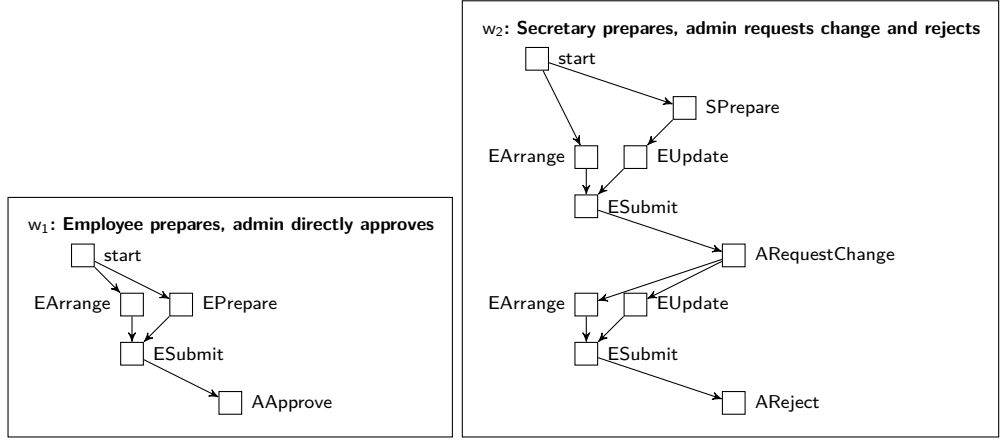 w₁: Employee prepares, admin directly approves
start
EArrange EPrepare
ESubmit
AApprove
w₂: Secretary prepares, admin requests change and rejects
start
SPrepare
EArrange EUpdate
ESubmit
ARequestChange
EArrange EUpdate
ESubmit
AReject